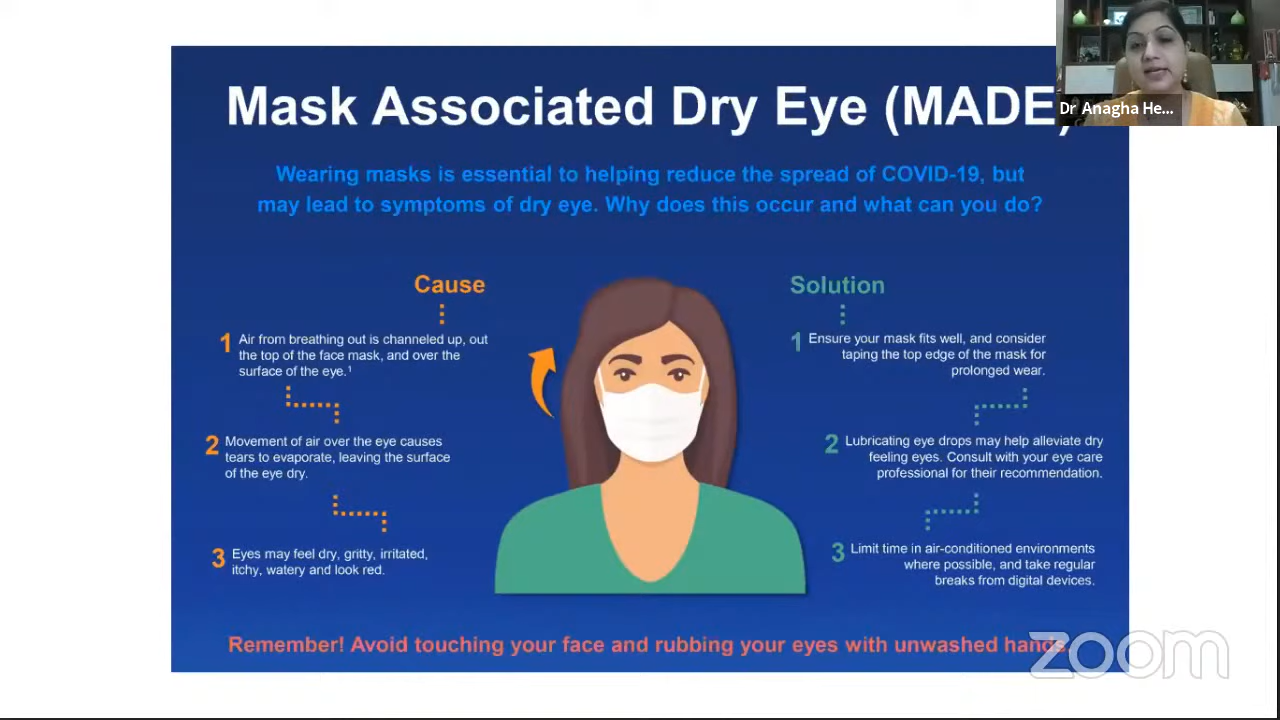 Mask Associated Dry Eye (MADE)
Dr Anagha He...
Wearing masks is essential to helping reduce the spread of COVID-19, but
may lead to symptoms of dry eye. Why does this occur and what can you do?
Cause
1 Air from breathing out is channeled up, out
the top of the face mask, and over the
surface of the eye.¹
2 Movement of air over the eye causes
tears to evaporate, leaving the surface
of the eye dry.
3 Eyes may feel dry, gritty, irritated,
itchy, watery and look red.
Solution
1 Ensure your mask fits well, and consider
taping the top edge of the mask for
prolonged wear.
2 Lubricating eye drops may help alleviate dry
feeling eyes. Consult with your eye care
professional for their recommendation.
3 Limit time in air-conditioned environments
where possible, and take regular
breaks from digital devices.
Remember! Avoid touching your face and rubbing your eyes with unwashed hands.
zoom